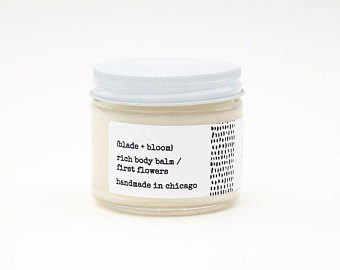 {blade + bloom}
rich body balm /
first flowers
handmade in chicago